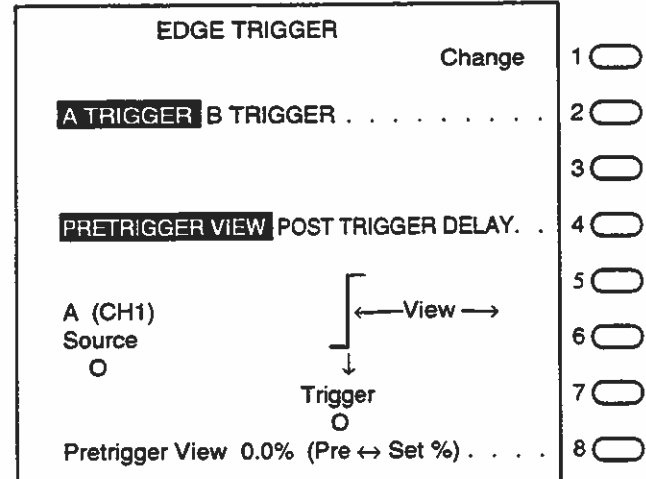 EDGE TRIGGER
Change 1
A TRIGGER B TRIGGER . . . . . . . . . . 2
3
PRETRIGGER VIEW POST TRIGGER DELAY. . . 4
5
A (CH1) ←View→
Source 6
Trigger 7
Pretrigger View 0.0% (Pre ↔ Set %) . . . . 8